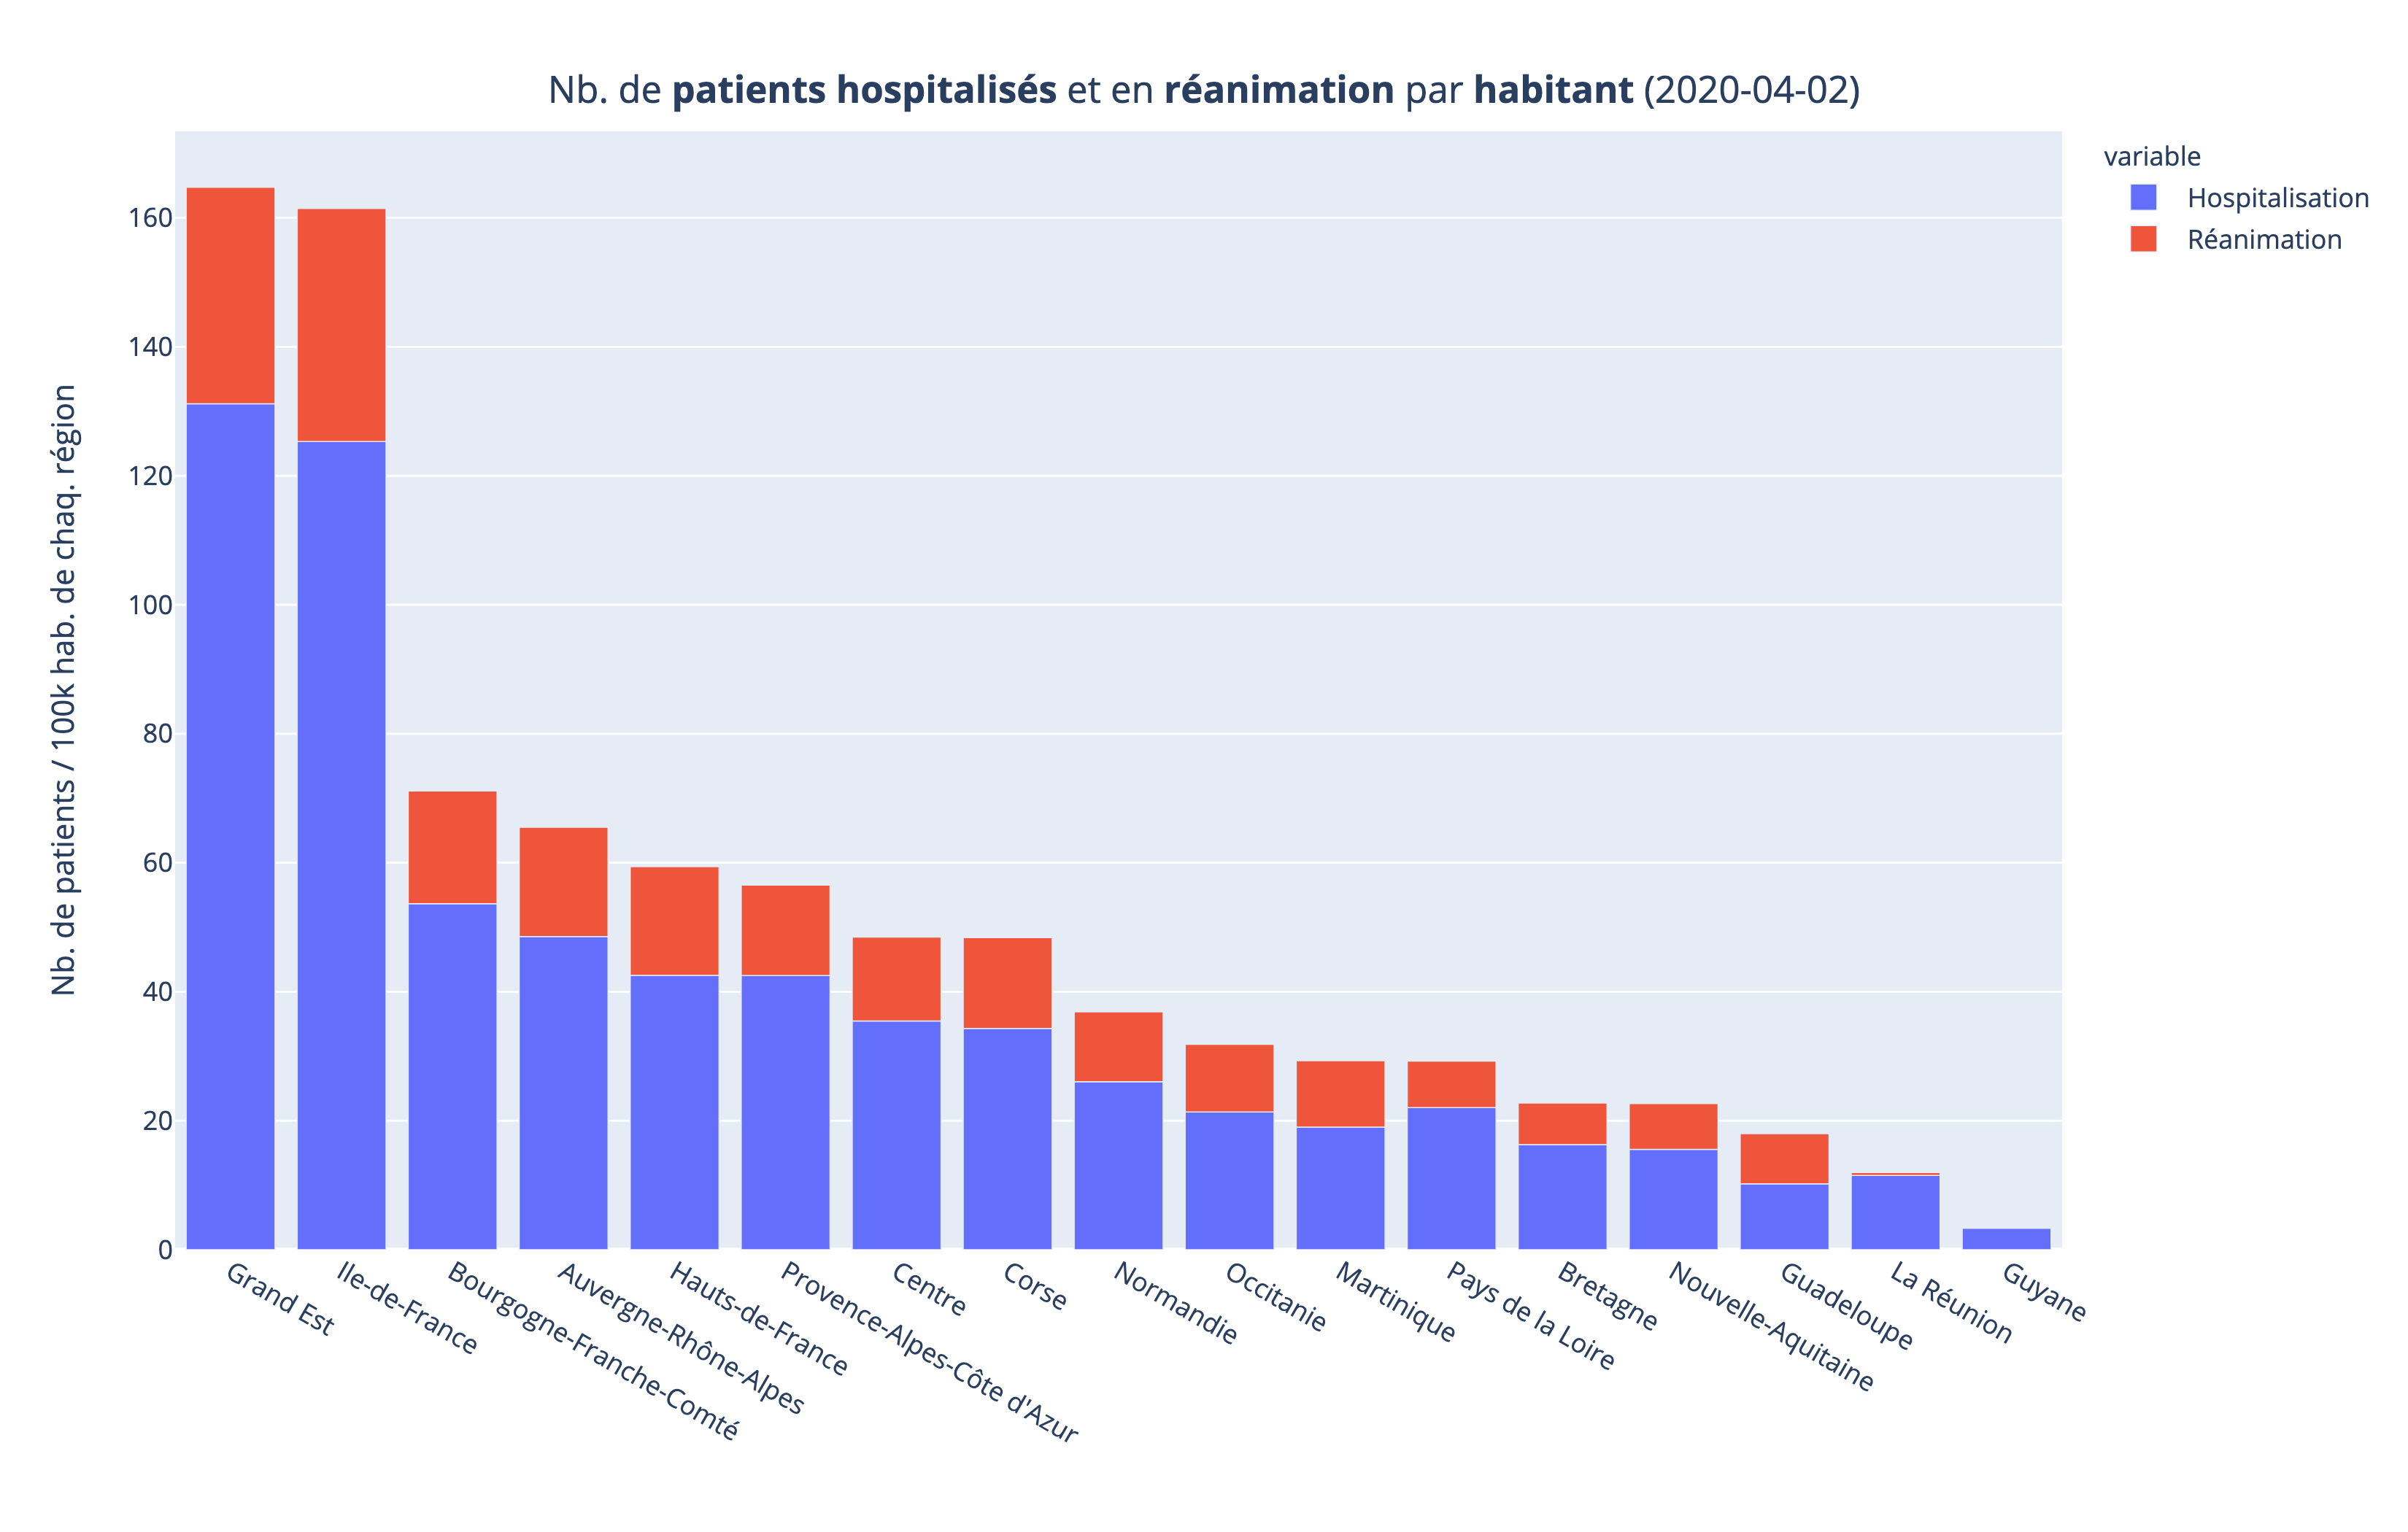 Nb. de patients hospitalisés et en réanimation par habitant (2020-04-02)
variable
Hospitalisation
Réanimation
Nb. de patients / 100k hab. de chaq. région
160
140
120
100
80
60
40
20
0
Grand Est
Ile-de-France
Bourgogne-Franche-Comté
Auvergne-Rhône-Alpes
Hauts-de-France
Provence-Alpes-Côte d'Azur
Centre
Corse
Normandie
Occitanie
Martinique
Pays de la Loire
Bretagne
Nouvelle-Aquitaine
Guadeloupe
La Réunion
Guyane